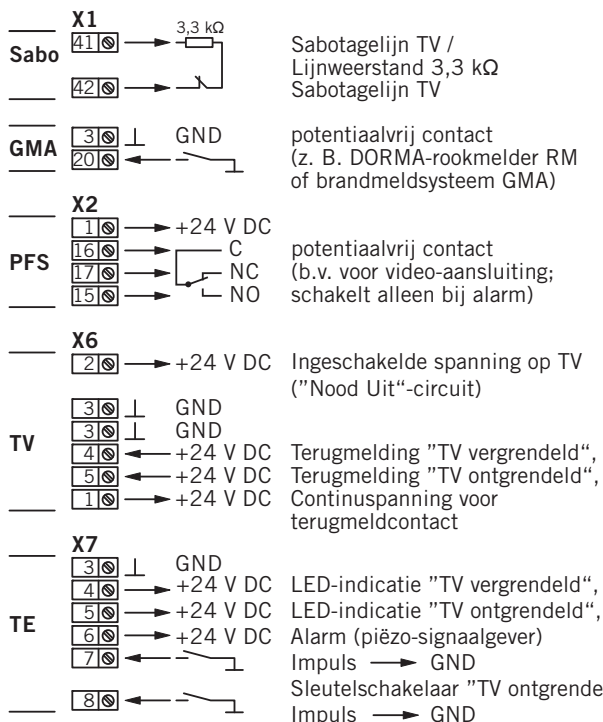 X1
41 3,3 kΩ Sabotagelijn TV /
Sabo
Lijnweerstand 3,3 kΩ
42 Sabotagelijn TV
3 GND potentiaalvrij contact
GMA
20 (z. B. DORMA-rookmelder RM
of brandmeldsysteem GMA)
X2
1 +24 V DC
16 C potentiaalvrij contact
PFS
17 NC (b.v. voor video-aansluiting;
15 NO schakelt alleen bij alarm)
X6
2 +24 V DC Ingeschakelde spanning op TV
("Nood Uit"-circuit)
3 GND
3 GND
TV
4 +24 V DC Terugmelding "TV vergrendeld",
5 +24 V DC Terugmelding "TV ontgrendeld",
1 +24 V DC Continuspanning voor
terugmeldcontact
X7
3 GND
4 +24 V DC LED-indicatie "TV vergrendeld",
5 +24 V DC LED-indicatie "TV ontgrendeld",
TE
6 +24 V DC Alarm (piëzo-signaalgever)
7 Impuls → GND
Sleutelschakelaar "TV ontgrende
8 Impuls → GND